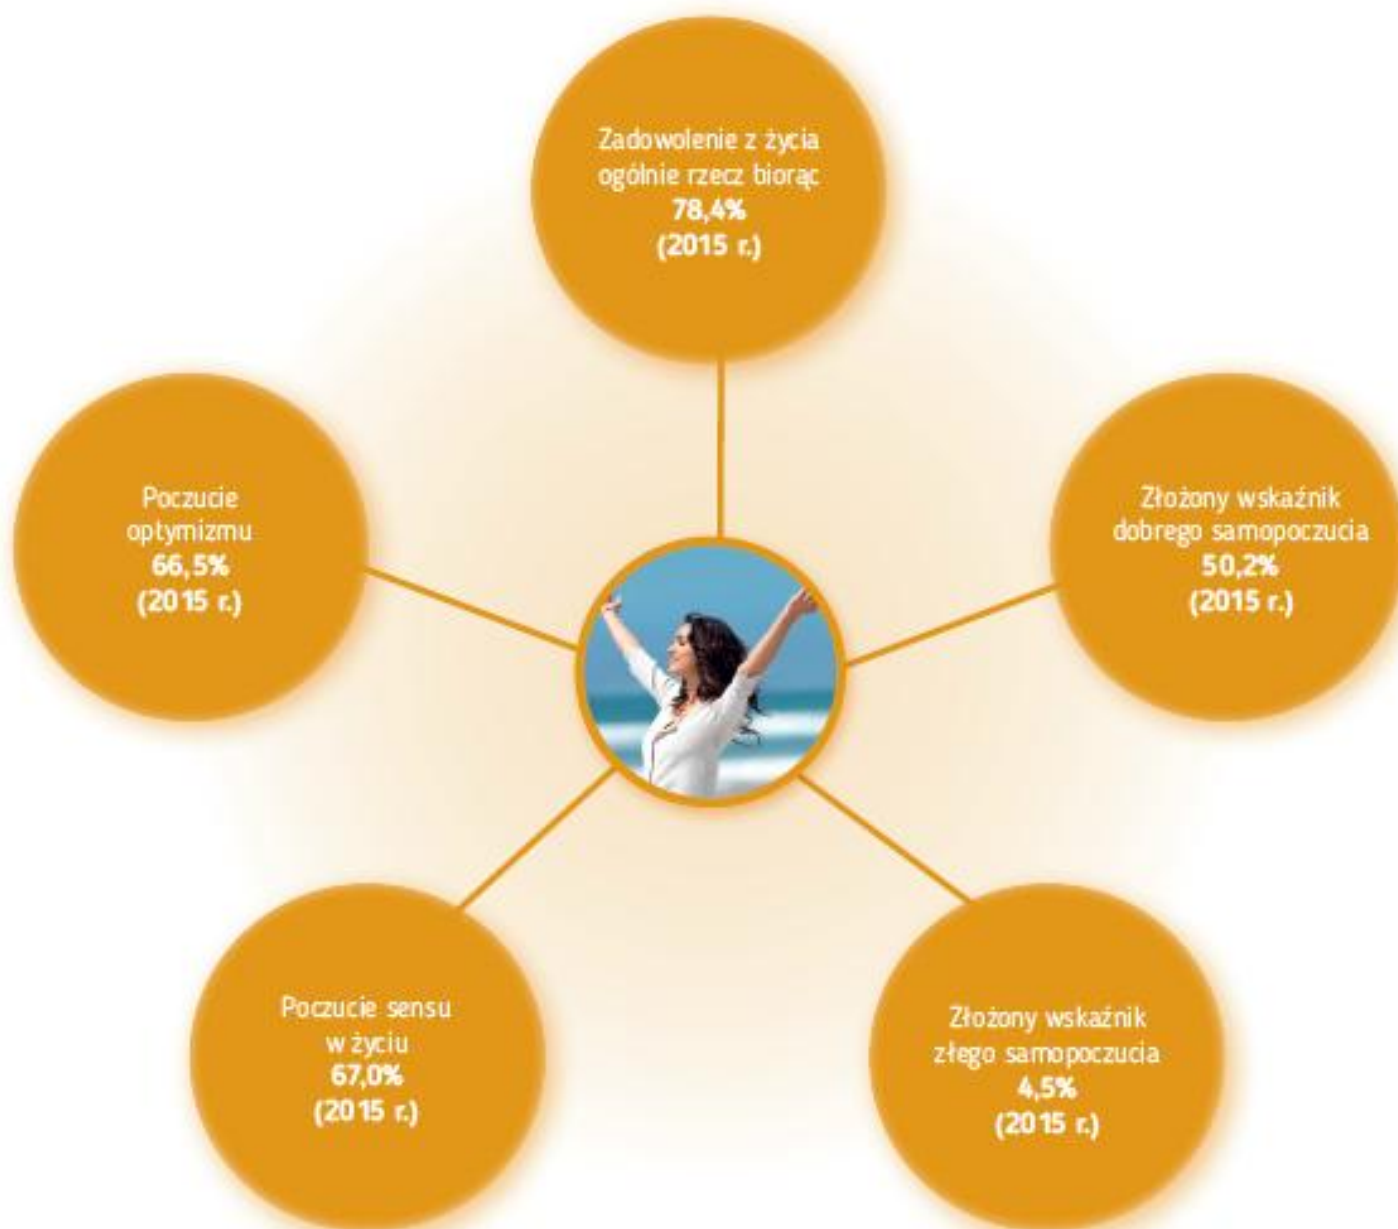 Zadowolenie z życia
ogólnie rzecz biorąc
78,4%
(2015 r.)
Poczucie
optymizmu
66,5%
(2015 r.)
Złożony wskaźnik
dobrego samopoczucia
50,2%
(2015 r.)
Poczucie sensu
w życiu
67,0%
(2015 r.)
Złożony wskaźnik
złego samopoczucia
4,5%
(2015 r.)